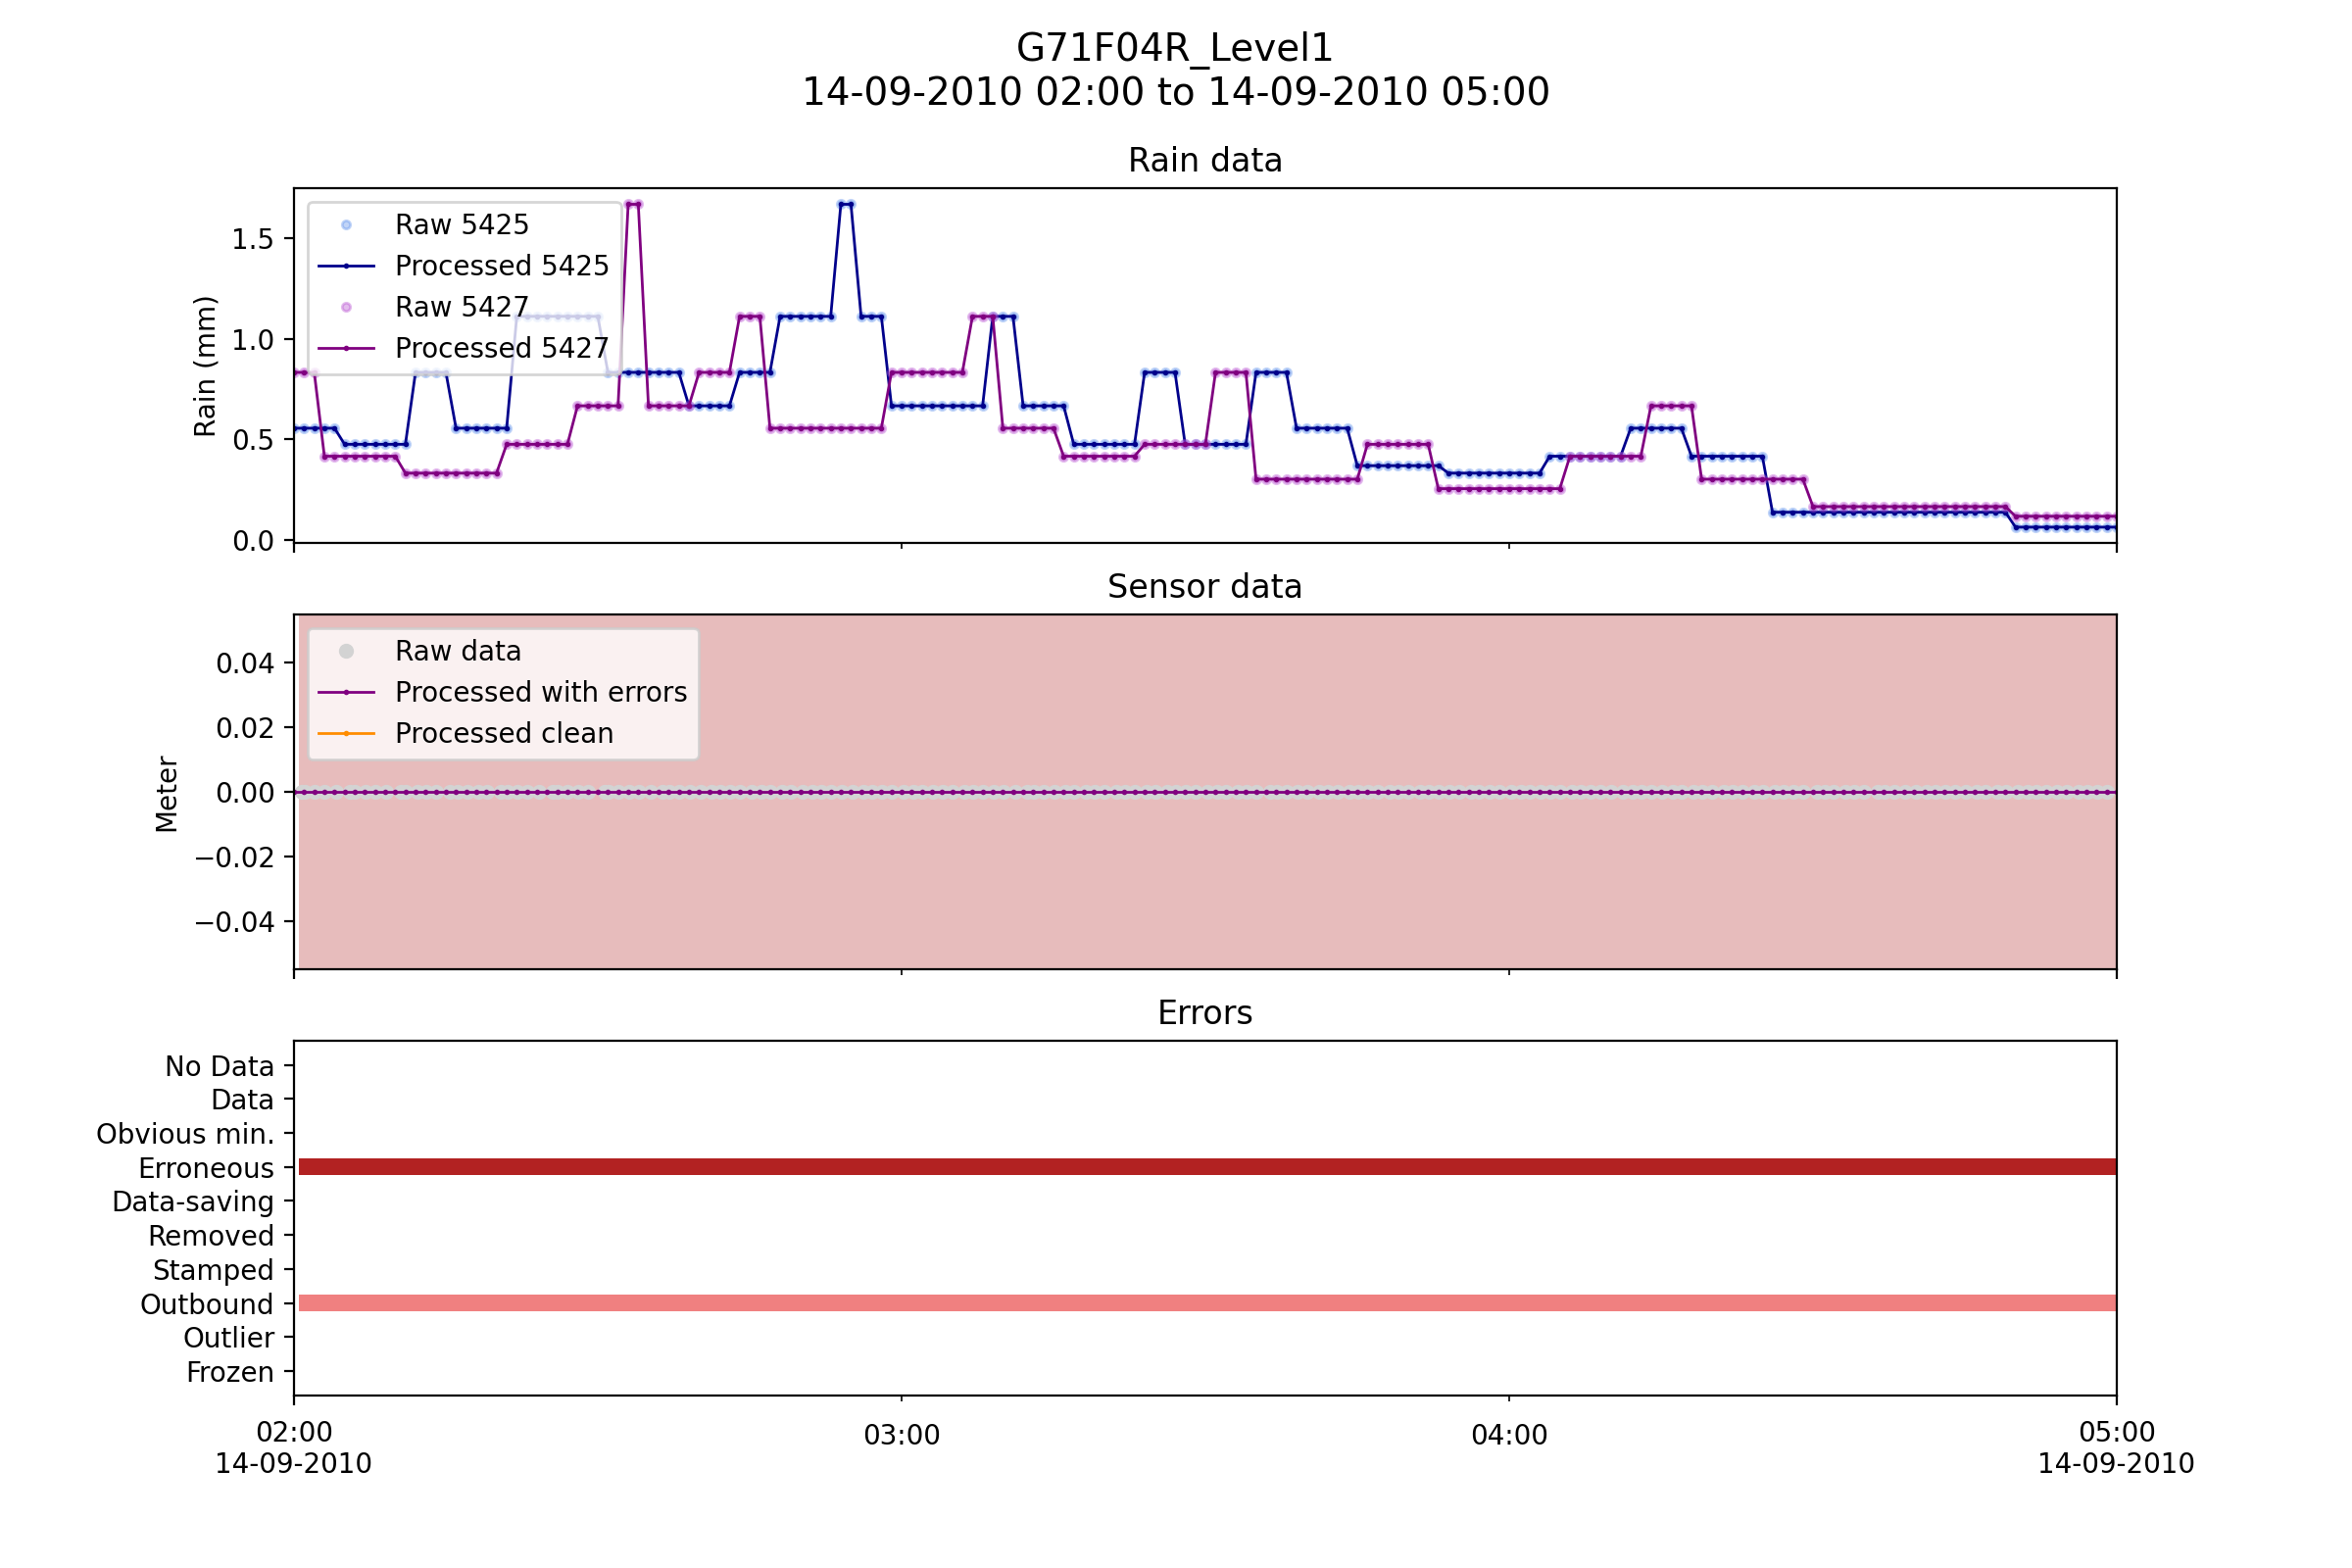 G71F04R_Level1
14-09-2010 02:00 to 14-09-2010 05:00
Rain data
Rain (mm)
1.5
1.0
0.5
0.0
Raw 5425
Processed 5425
Raw 5427
Processed 5427
Sensor data
Meter
0.04
0.02
0.00
−0.02
−0.04
Raw data
Processed with errors
Processed clean
Errors
No Data
Data
Obvious min.
Erroneous
Data-saving
Removed
Stamped
Outbound
Outlier
Frozen
02:00
14-09-2010
03:00
04:00
05:00
14-09-2010